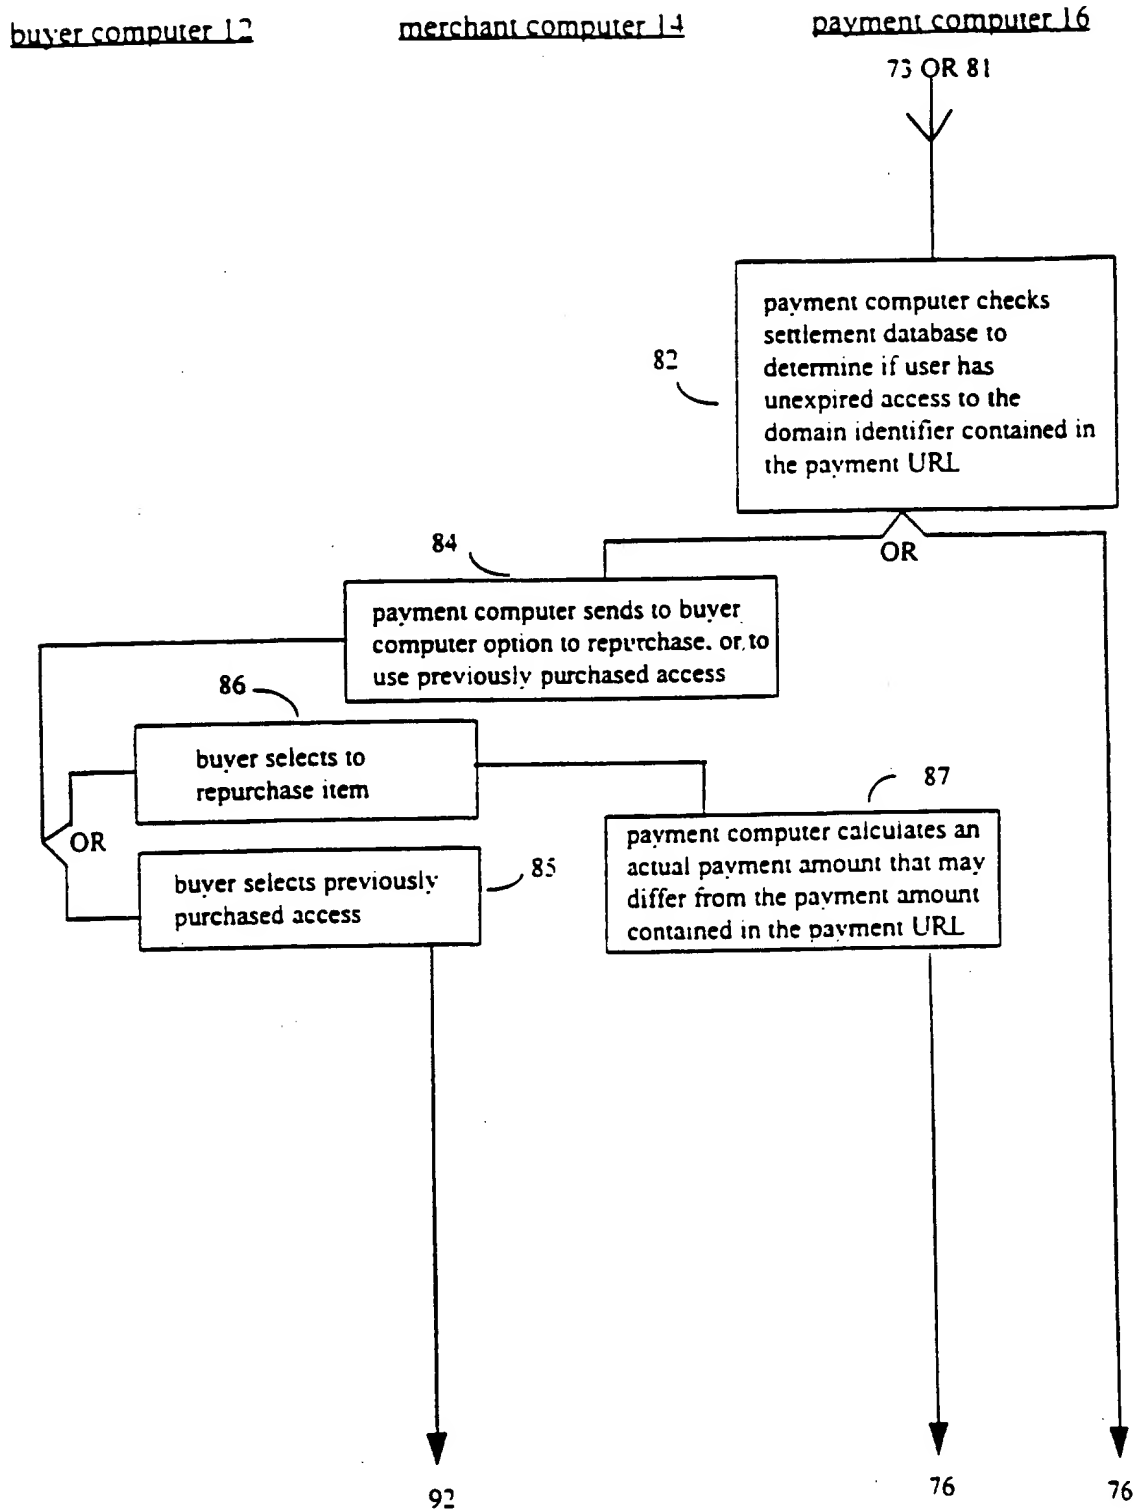 buyer computer 12
merchant computer 14
payment computer 16
73 OR 81
82
payment computer checks
settlement database to
determine if user has
unexpired access to the
domain identifier contained in
the payment URL
OR
84
payment computer sends to buyer
computer option to repurchase, or, to
use previously purchased access
86
buyer selects to
repurchase item
OR
85
buyer selects previously
purchased access
87
payment computer calculates an
actual payment amount that may
differ from the payment amount
contained in the payment URL
92
76
76